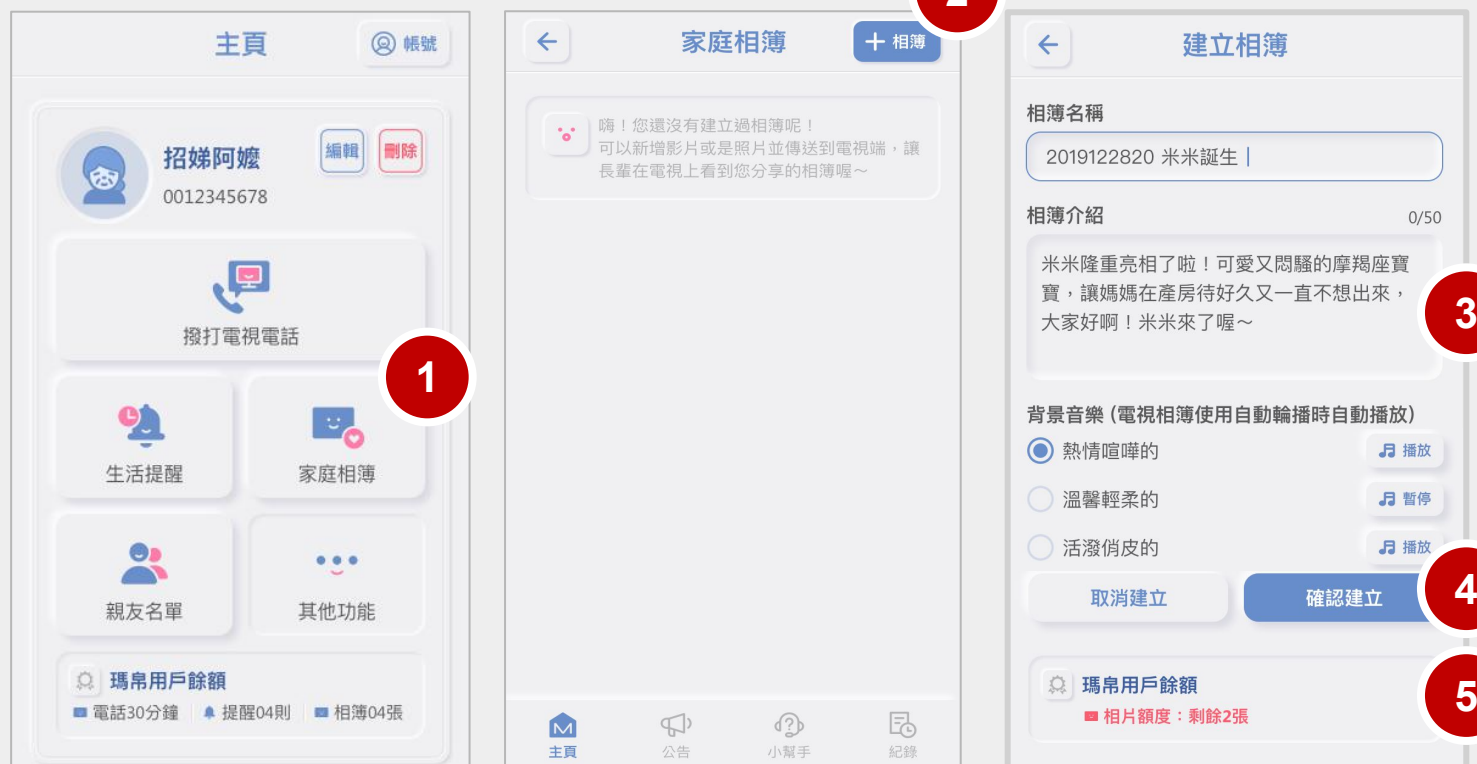 主頁
帳號
招娣阿嬤
編輯
刪除
0012345678
撥打電視電話
1
生活提醒
家庭相簿
親友名單
其他功能
瑪帛用戶餘額
電話30分鐘
提醒04則
相簿04張
2
家庭相簿
＋相簿
嗨！您還沒有建立過相簿呢！
可以新增影片或是照片並傳送到電視端，讓
長輩在電視上看到您分享的相簿喔～
主頁
公告
小幫手
紀錄
建立相簿
相簿名稱
2019122820 米米誕生
相簿介紹
0/50
米米隆重亮相了啦！可愛又悶騷的摩羯座寶
寶，讓媽媽在產房待好久又一直不想出來，
大家好啊！米米來了喔～
3
背景音樂 (電視相簿使用自動輪播時自動播放)
熱情喧嘩的
播放
溫馨輕柔的
暫停
活潑俏皮的
播放
取消建立
確認建立
4
瑪帛用戶餘額
相片額度：剩餘2張
5